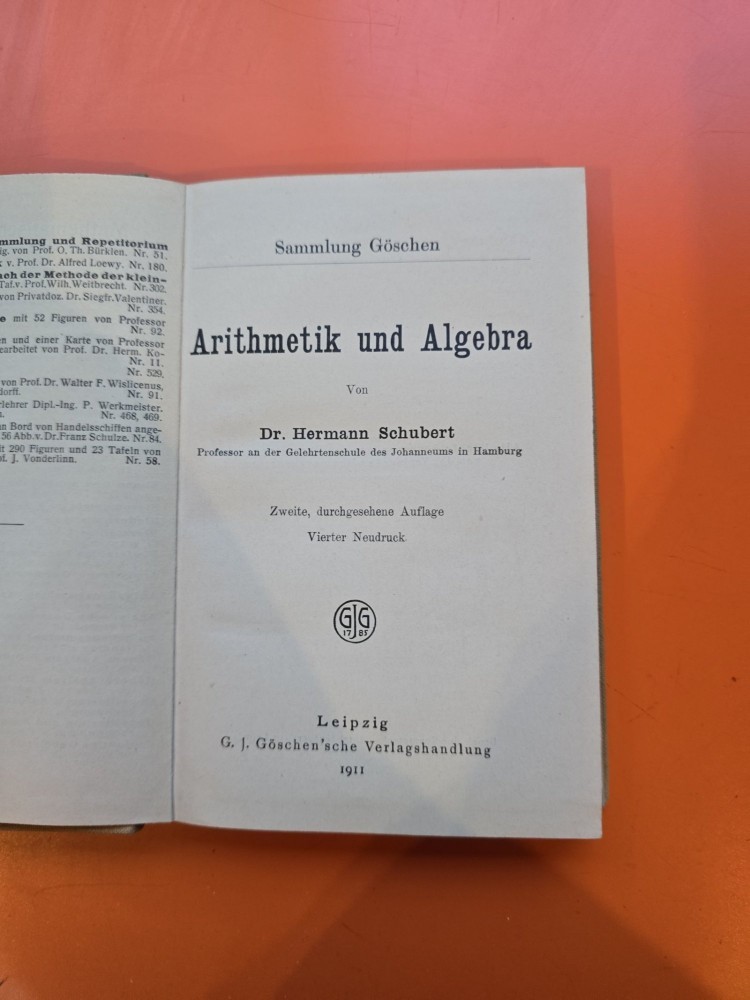 mmlung und Repetitorium
ig. von Prof. O. Th. Bürklen. Nr. 51.
v. Prof. Dr. Alfred Loewy. Nr. 180.
ach der Methode der klein-
Taf. v. Prof. Wilh. Weitbrecht. Nr. 302.
von Privatdoz. Dr. Siegfr. Valentiner.
Nr. 354.
e mit 52 Figuren von Professor
Nr. 92.
en und einer Karte von Professor
earbeitet von Prof. Dr. Herm. Ko-
Nr. 11.
Nr. 529.
von Prof. Dr. Walter F. Wislicenus,
dorff. Nr. 91.
rlehrer Dipl.-Ing. P. Werkmeister.
Nr. 468, 469.
n Bord von Handelsschiffen ange-
56 Abb. v. Dr. Franz Schulze. Nr. 84.
it 290 Figuren und 23 Tafeln von
of. J. Vonderlinn. Nr. 58.
Sammlung Göschen
Arithmetik und Algebra
Von
Dr. Hermann Schubert
Professor an der Gelehrtenschule des Johanneums in Hamburg
Zweite, durchgesehene Auflage
Vierter Neudruck
GJG
1785
Leipzig
G. J. Göschen'sche Verlagshandlung
1911